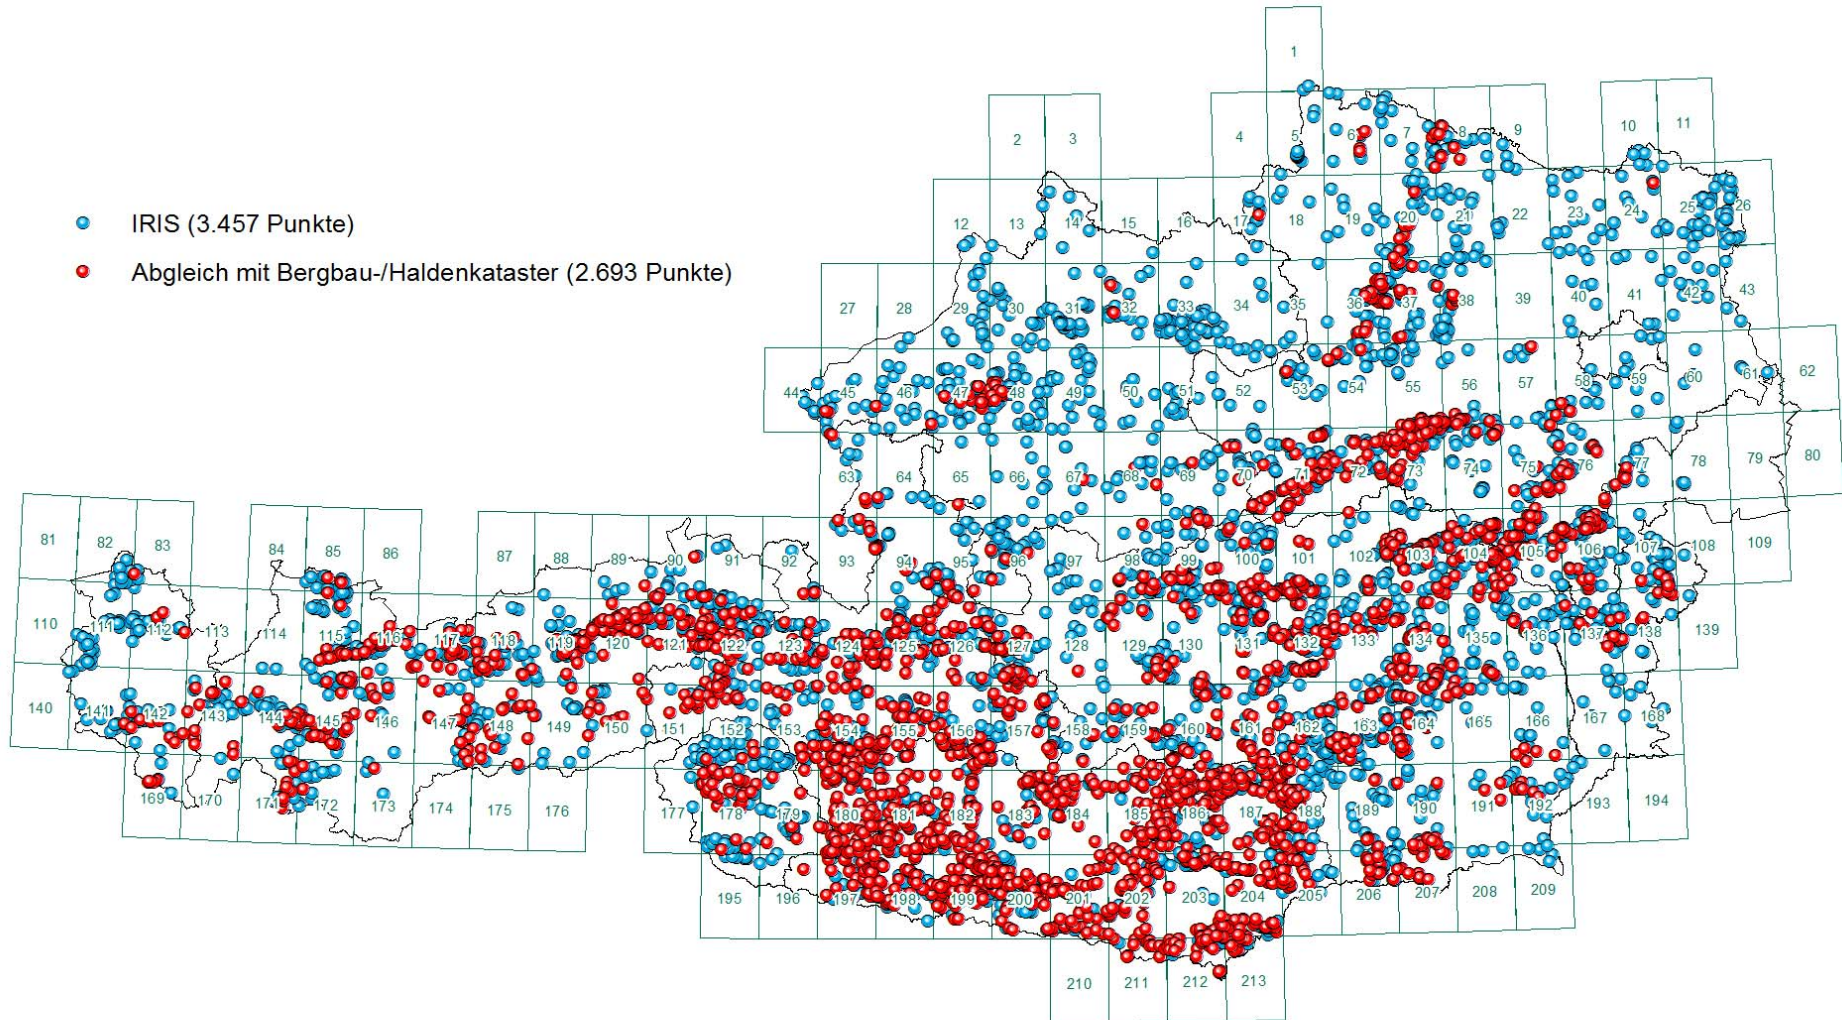 1
2 3 4 5 6 7 8 9 10 11
IRIS (3.457 Punkte)
12 13 14 15 16 17 18 19 20 21 22 23 24 25 26
Abgleich mit Bergbau-/Haldenkataster (2.693 Punkte)
27 28 29 30 31 32 33 34 35 36 37 38 39 40 41 42 43
44 45 46 47 48 49 50 51 52 53 54 55 56 57 58 59 60 61 62
63 64 65 66 67 68 69 70 71 72 73 74 75 76 77 78 79 80
81 82 83 84 85 86 87 88 89 90 91 92 93 94 95 96 97 98 99 100 101 102 103 104 105 106 107 108 109
110 111 112 113 114 115 116 117 118 119 120 121 122 123 124 125 126 127 128 129 130 131 132 133 134 135 136 137 138 139
140 141 142 143 144 145 146 147 148 149 150 151 152 153 154 155 156 157 158 159 160 161 162 163 164 165 166 167 168
169 170 171 172 173 174 175 176 177 178 179 180 181 182 183 184 185 186 187 188 189 190 191 192 193 194
195 196 197 198 199 200 201 202 203 204 205 206 207 208 209
210 211 212 213